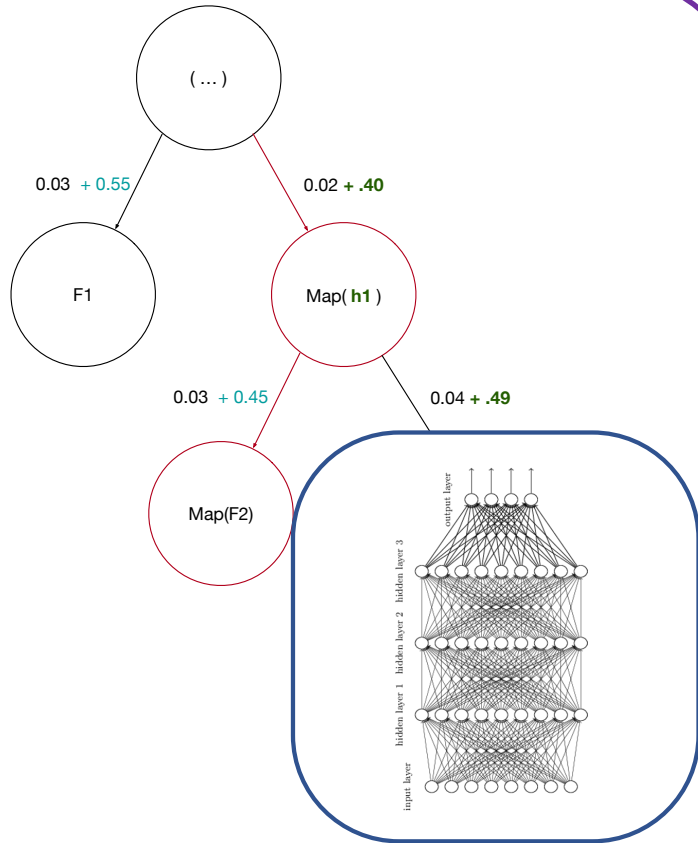 ( ... )
0.03 + 0.55
0.02 + .40
F1
Map( h1 )
0.03 + 0.45
0.04 + .49
Map(F2)
output layer
hidden layer 3
hidden layer 2
hidden layer 1
input layer